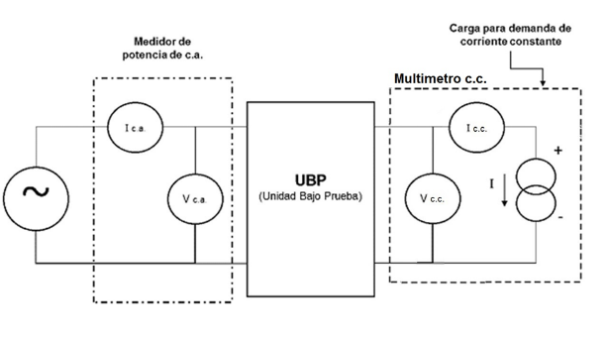 Carga para demanda de
corriente constante
Medidor de
potencia de c.a.
Multimetro c.c.
I c.a.
I c.c.
+
~
V c.a.
UBP
(Unidad Bajo Prueba)
V c.c.
I
-